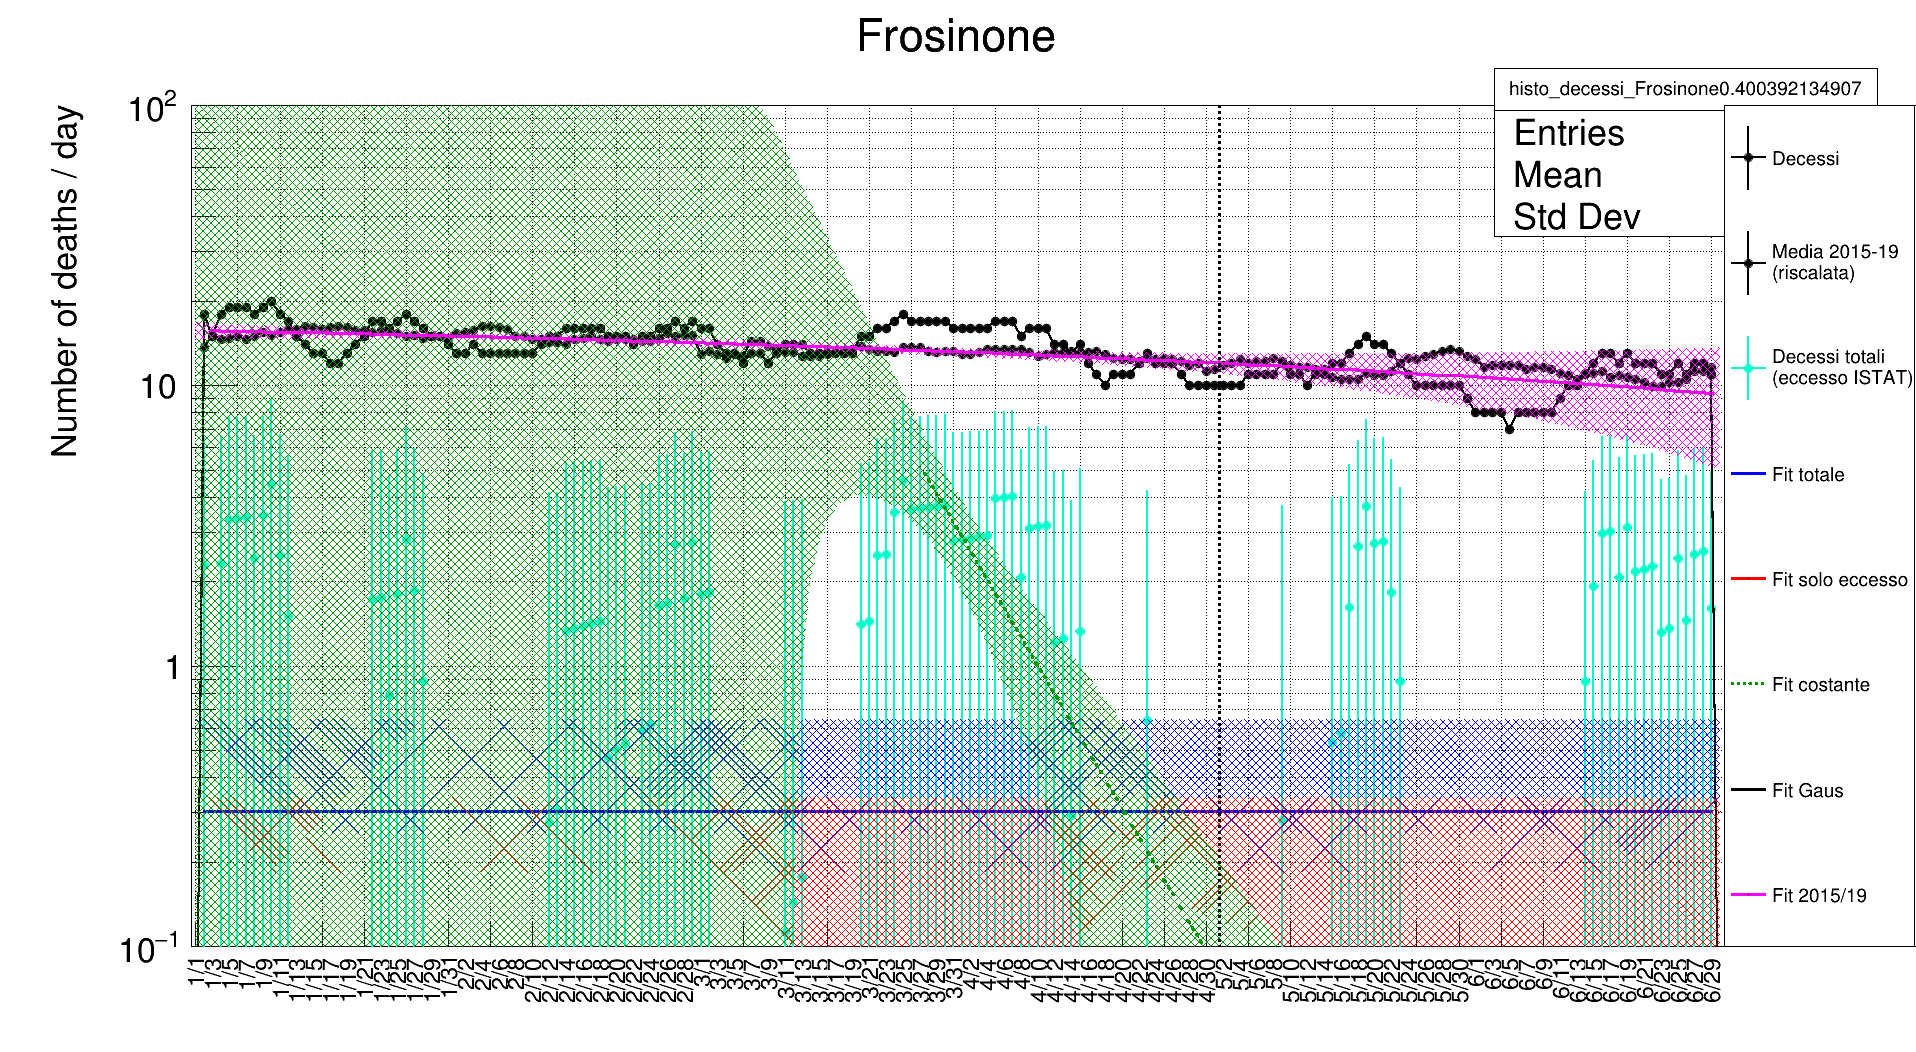 Frosinone
histo_decessi_Frosinone0.400392134907
Entries
Mean
Std Dev
Number of deaths / day
10²
10
1
10⁻¹
1/1 1/3 1/5 1/7 1/9 1/11 1/13 1/15 1/17 1/19 1/21 1/23 1/25 1/27 1/29 1/31 2/2 2/4 2/6 2/8 2/10 2/12 2/14 2/16 2/18 2/20 2/22 2/24 2/26 2/28 3/1 3/3 3/5 3/7 3/9 3/11 3/13 3/15 3/17 3/19 3/21 3/23 3/25 3/27 3/29 3/31 4/2 4/4 4/6 4/8 4/10 4/12 4/14 4/16 4/18 4/20 4/22 4/24 4/26 4/28 4/30 5/2 5/4 5/6 5/8 5/10 5/12 5/14 5/16 5/18 5/20 5/22 5/24 5/26 5/28 5/30 6/1 6/3 6/5 6/7 6/9 6/11 6/13 6/15 6/17 6/19 6/21 6/23 6/25 6/27 6/29
Decessi
Media 2015-19
(riscalata)
Decessi totali
(eccesso ISTAT)
Fit totale
Fit solo eccesso
Fit costante
Fit Gaus
Fit 2015/19